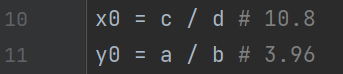 10 x0 = c / d # 10.8
11 y0 = a / b # 3.96